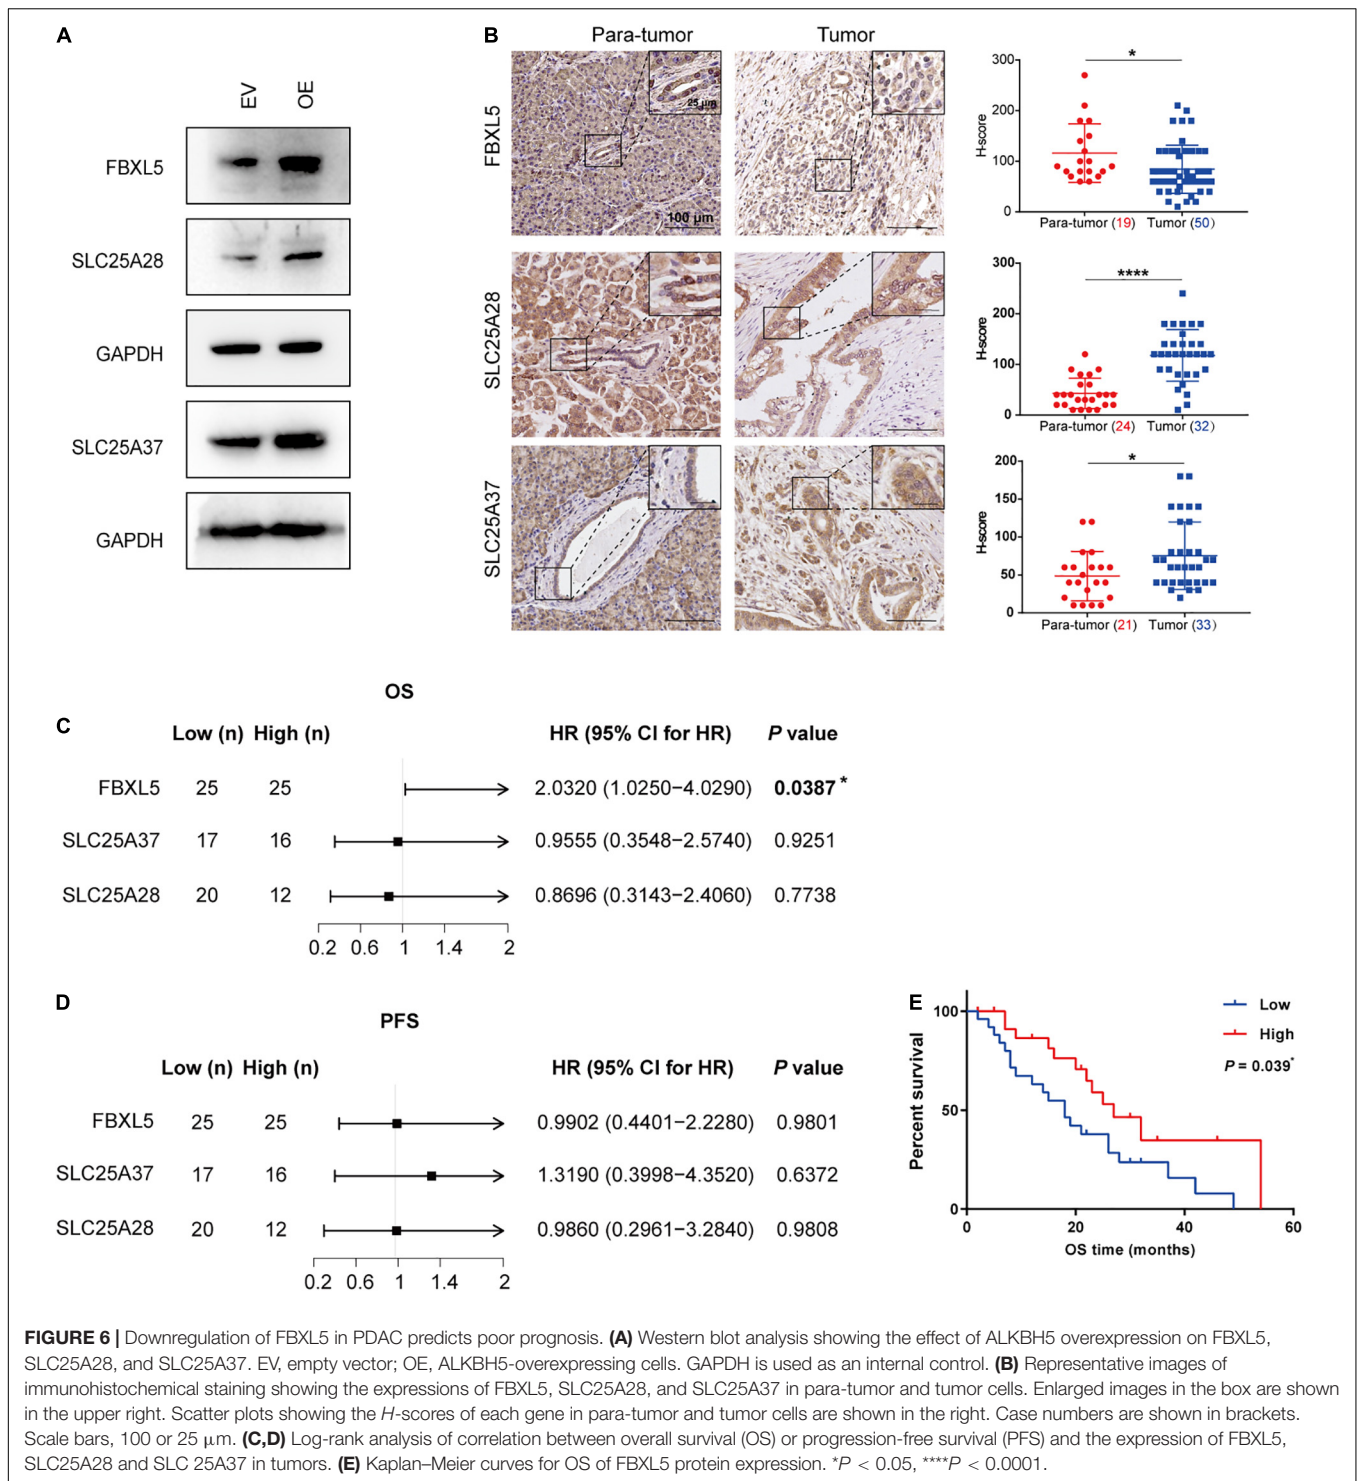 A
EV OE
FBXL5
SLC25A28
GAPDH
SLC25A37
GAPDH
B
Para-tumor Tumor
FBXL5
25 µm
100 µm
SLC25A28
SLC25A37
*
H-score
300
200
100
0
Para-tumor (19) Tumor (50)
****
H-score
300
200
100
0
Para-tumor (24) Tumor (32)
*
H-score
200
150
100
50
0
Para-tumor (21) Tumor (33)
C
OS
Low (n) High (n) HR (95% CI for HR) P value
FBXL5 25 25 2.0320 (1.0250−4.0290) 0.0387 *
SLC25A37 17 16 0.9555 (0.3548−2.5740) 0.9251
SLC25A28 20 12 0.8696 (0.3143−2.4060) 0.7738
0.2 0.6 1 1.4 2
D
PFS
Low (n) High (n) HR (95% CI for HR) P value
FBXL5 25 25 0.9902 (0.4401−2.2280) 0.9801
SLC25A37 17 16 1.3190 (0.3998−4.3520) 0.6372
SLC25A28 20 12 0.9860 (0.2961−3.2840) 0.9808
0.2 0.6 1 1.4 2
E
Percent survival
100
50
0
Low
High
P = 0.039*
0 20 40 60
OS time (months)
FIGURE 6 | Downregulation of FBXL5 in PDAC predicts poor prognosis. (A) Western blot analysis showing the effect of ALKBH5 overexpression on FBXL5,
SLC25A28, and SLC25A37. EV, empty vector; OE, ALKBH5-overexpressing cells. GAPDH is used as an internal control. (B) Representative images of
immunohistochemical staining showing the expressions of FBXL5, SLC25A28, and SLC25A37 in para-tumor and tumor cells. Enlarged images in the box are shown
in the upper right. Scatter plots showing the H-scores of each gene in para-tumor and tumor cells are shown in the right. Case numbers are shown in brackets.
Scale bars, 100 or 25 µm. (C,D) Log-rank analysis of correlation between overall survival (OS) or progression-free survival (PFS) and the expression of FBXL5,
SLC25A28 and SLC 25A37 in tumors. (E) Kaplan–Meier curves for OS of FBXL5 protein expression. *P < 0.05, ****P < 0.0001.